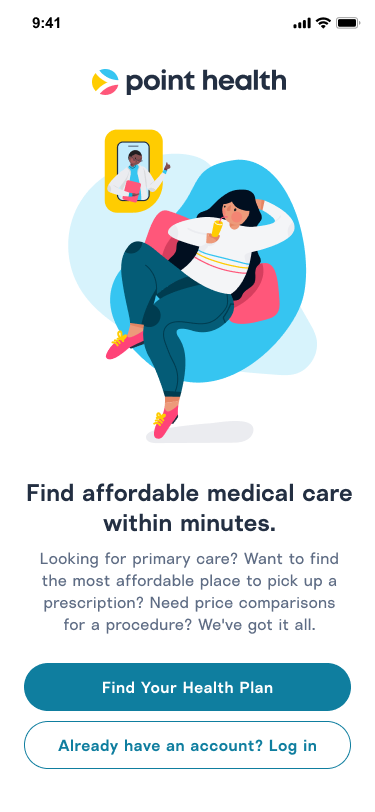 9:41
point health
Find affordable medical care
within minutes.
Looking for primary care? Want to find
the most affordable place to pick up a
prescription? Need price comparisons
for a procedure? We've got it all.
Find Your Health Plan
Already have an account? Log in